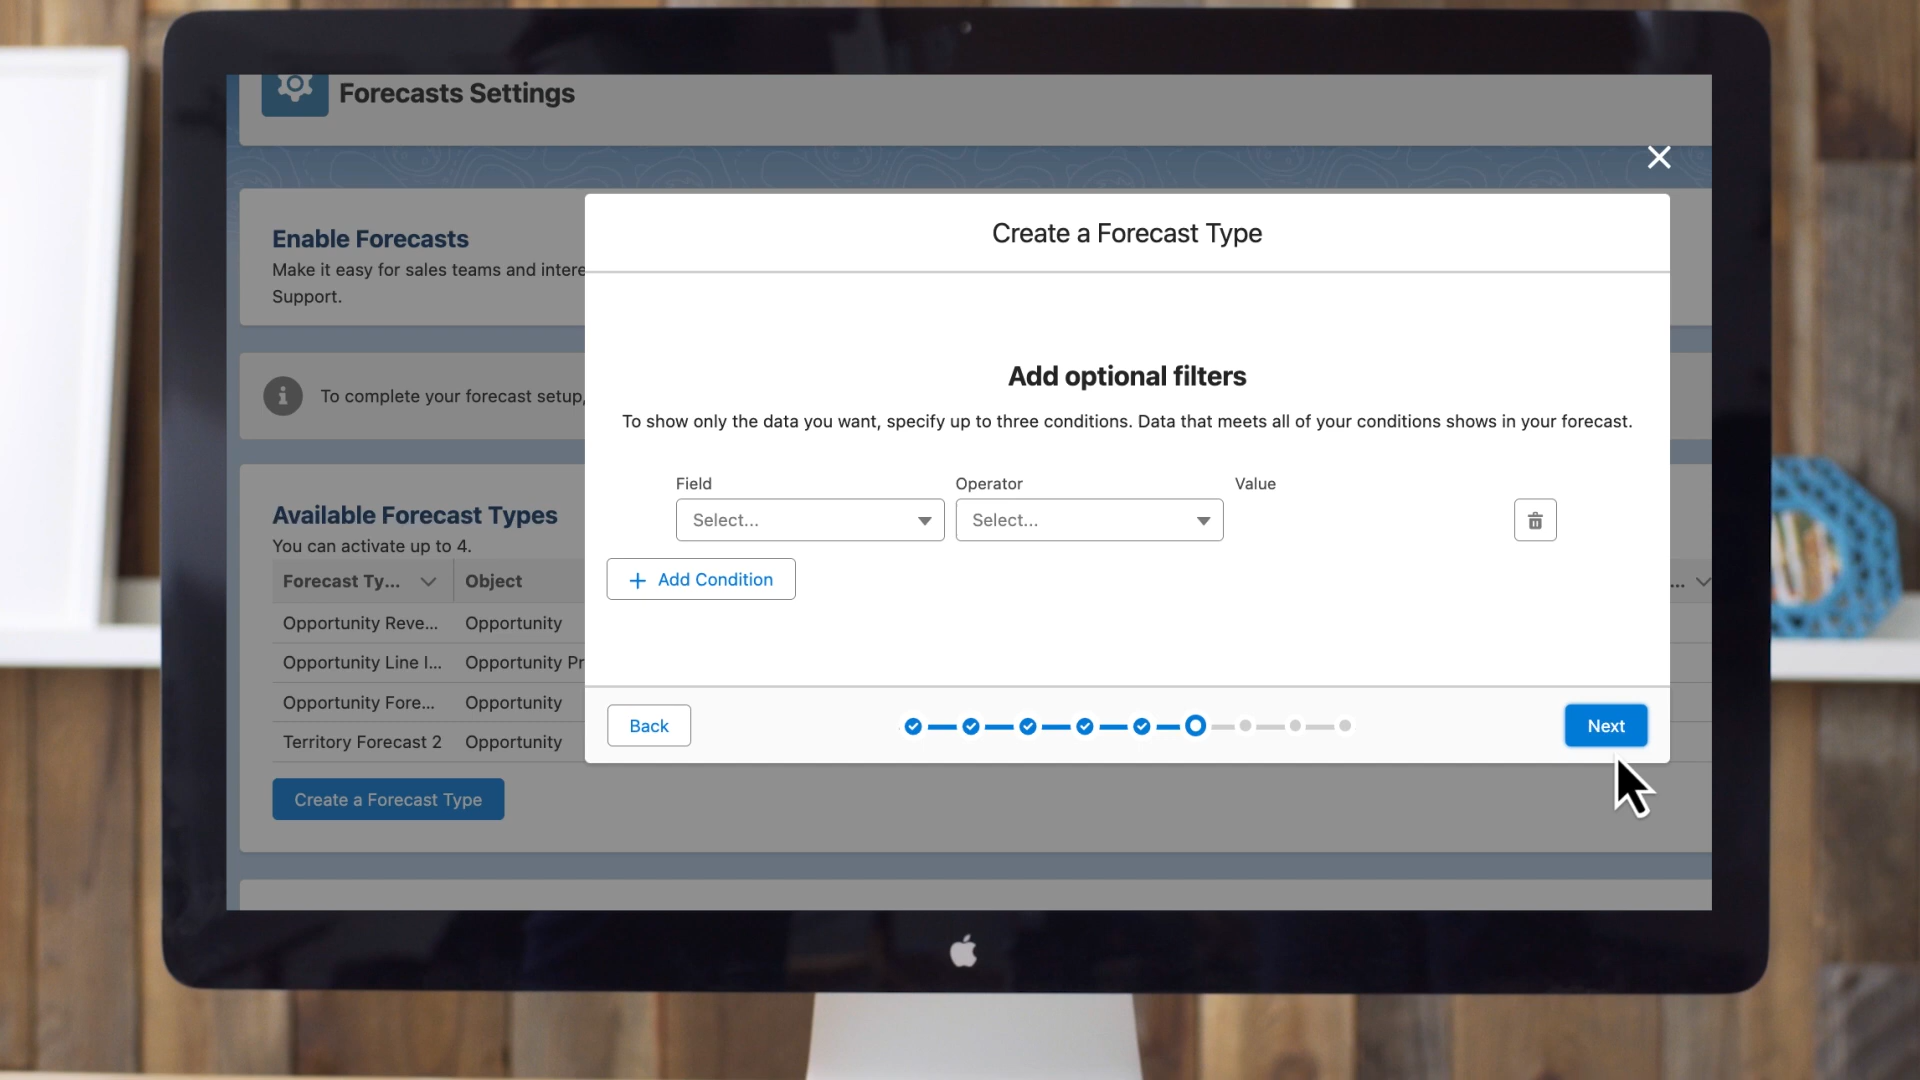 Forecasts Settings
Enable Forecasts
Make it easy for sales teams and intere
Support.
To complete your forecast setup,
Available Forecast Types
You can activate up to 4.
Forecast Ty... Object
Opportunity Reve... Opportunity
Opportunity Line I... Opportunity Pr
Opportunity Fore... Opportunity
Territory Forecast 2 Opportunity
Create a Forecast Type
Create a Forecast Type
Add optional filters
To show only the data you want, specify up to three conditions. Data that meets all of your conditions shows in your forecast.
Field Operator Value
Select... Select...
+ Add Condition
Back Next
...